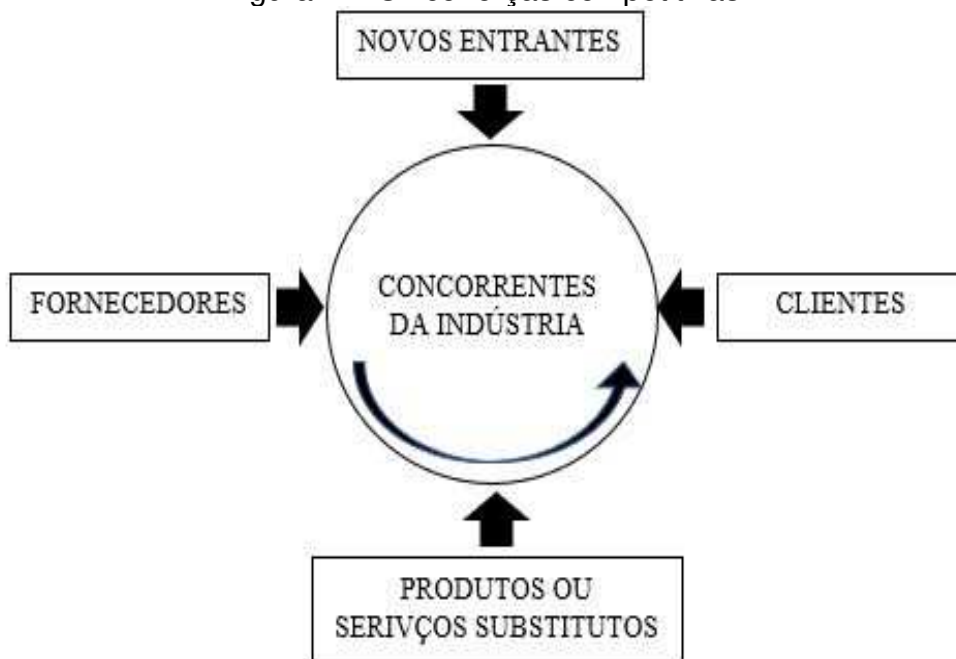 NOVOS ENTRANTES
FORNECEDORES
CONCORRENTES
DA INDÚSTRIA
CLIENTES
PRODUTOS OU
SERIVÇOS SUBSTITUTOS